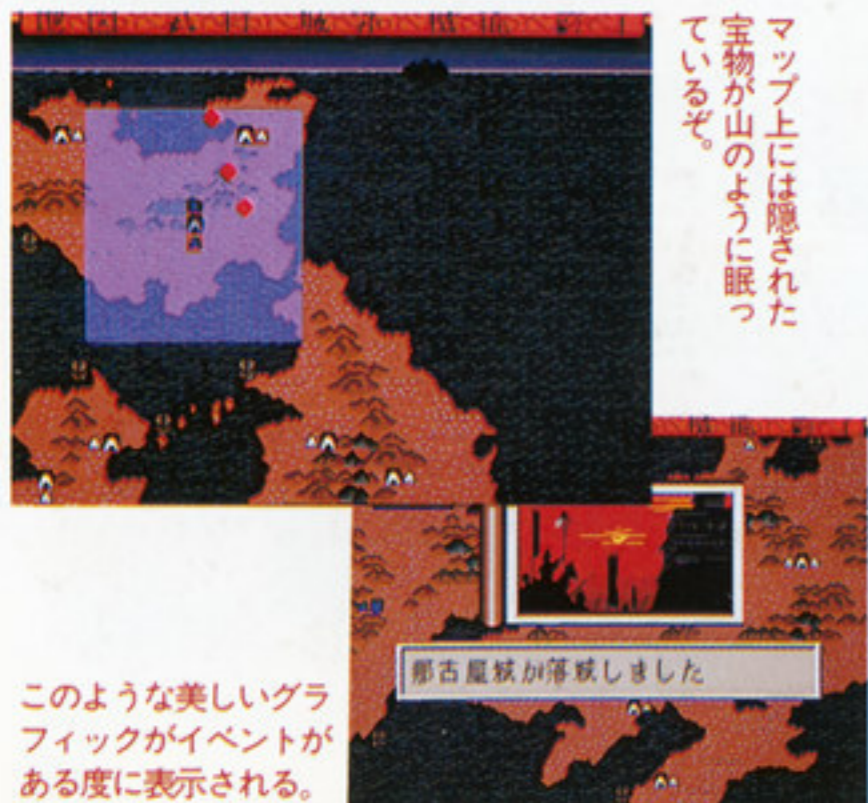 マップ上には隠された
宝物が山のように眠っ
ているぞ。
那古屋城が落城しました
このような美しいグラ
フィックがイベントが
ある度に表示される。